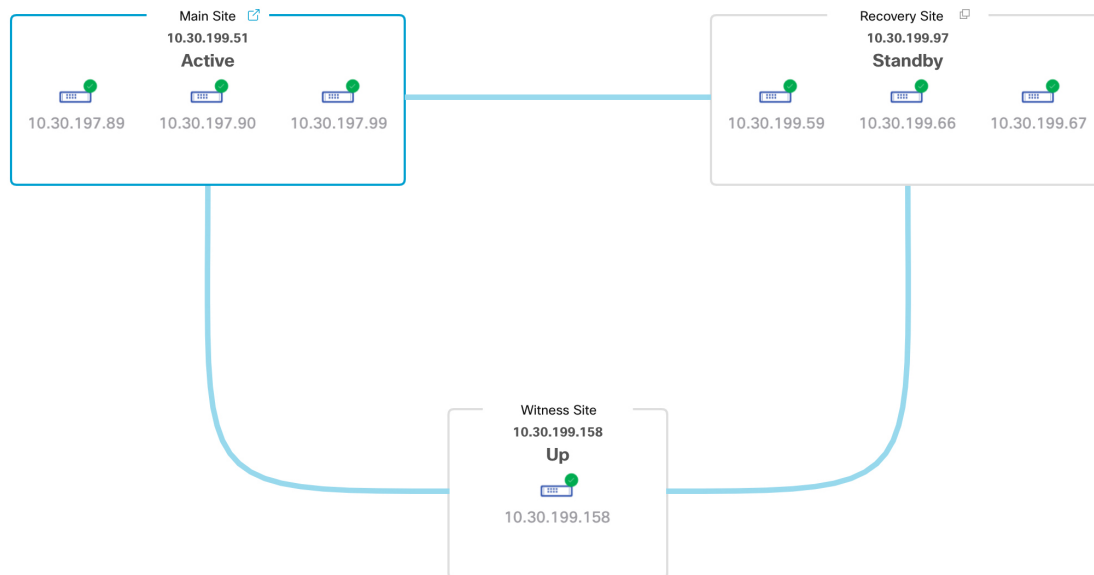 Main Site
10.30.199.51
Active
10.30.197.89
10.30.197.90
10.30.197.99
Recovery Site
10.30.199.97
Standby
10.30.199.59
10.30.199.66
10.30.199.67
Witness Site
10.30.199.158
Up
10.30.199.158